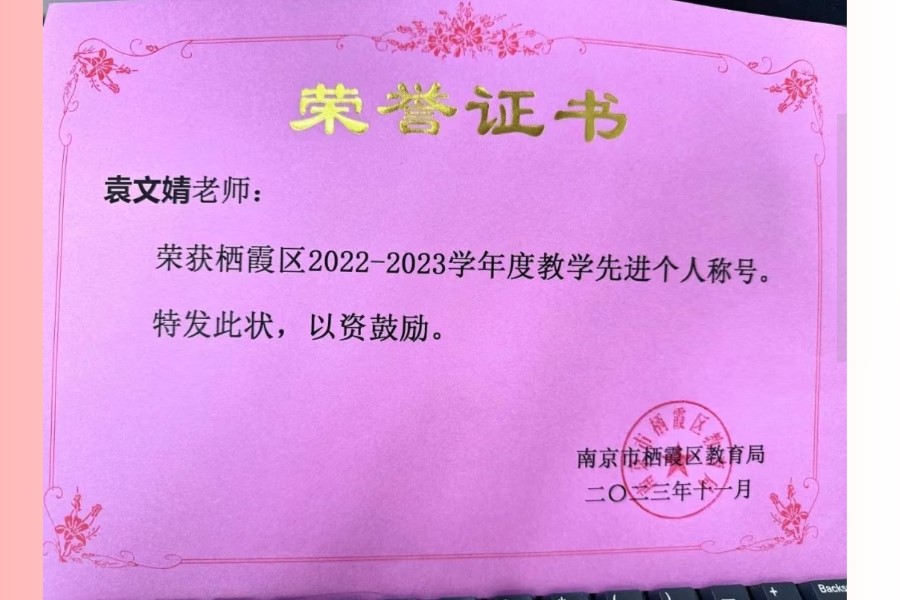 荣誉证书
袁文婧老师：
荣获栖霞区2022-2023学年度教学先进个人称号。
特发此状，以资鼓励。
南京市栖霞区教育局
二〇二三年十一月
Backs